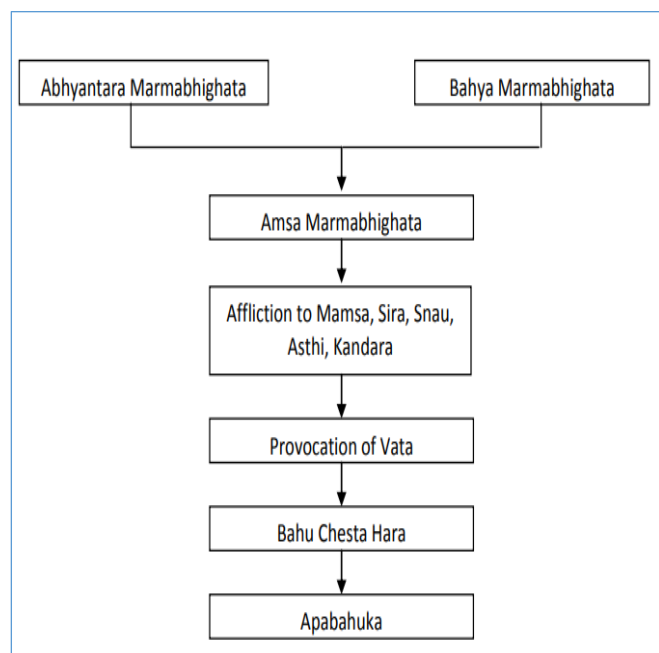 Abhyantara Marmabhighata
Bahya Marmabhighata
Amsa Marmabhighata
Affliction to Mamsa, Sira, Snau,
Asthi, Kandara
Provocation of Vata
Bahu Chesta Hara
Apabahuka